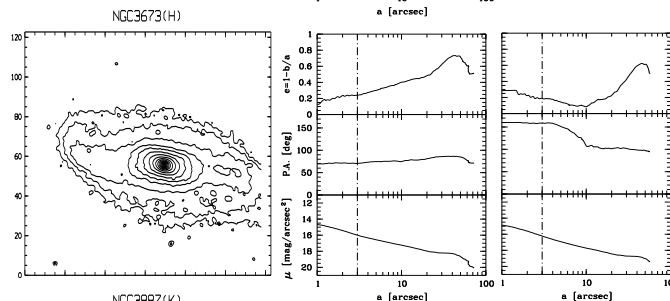 a [arcsec]
NGC3673(H)
120
100
80
60
40
20
0
e=1-b/a
0.8
0.6
0.4
0.2
0
P.A. [deg]
150
100
50
0
μ [mag/arcsec²]
12
14
16
18
20
1 10 100
a [arcsec]
1 10
a [arcsec]